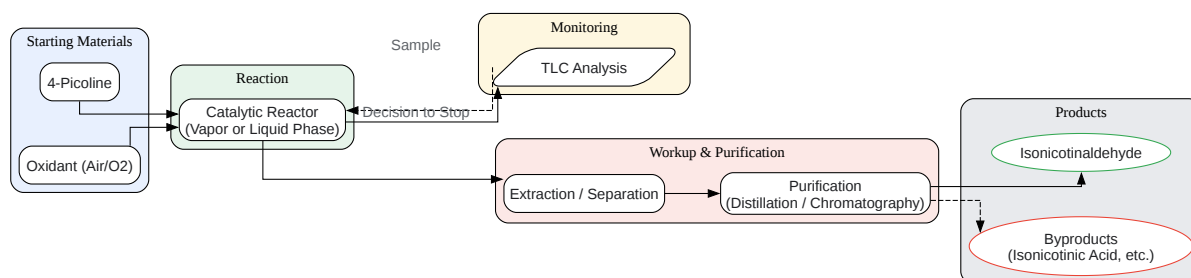 Starting Materials
4-Picoline
Oxidant (Air/O2)
Reaction
Catalytic Reactor
(Vapor or Liquid Phase)
Sample
Decision to Stop
Monitoring
TLC Analysis
Workup & Purification
Extraction / Separation
Purification
(Distillation / Chromatography)
Products
Isonicotinaldehyde
Byproducts
(Isonicotinic Acid, etc.)